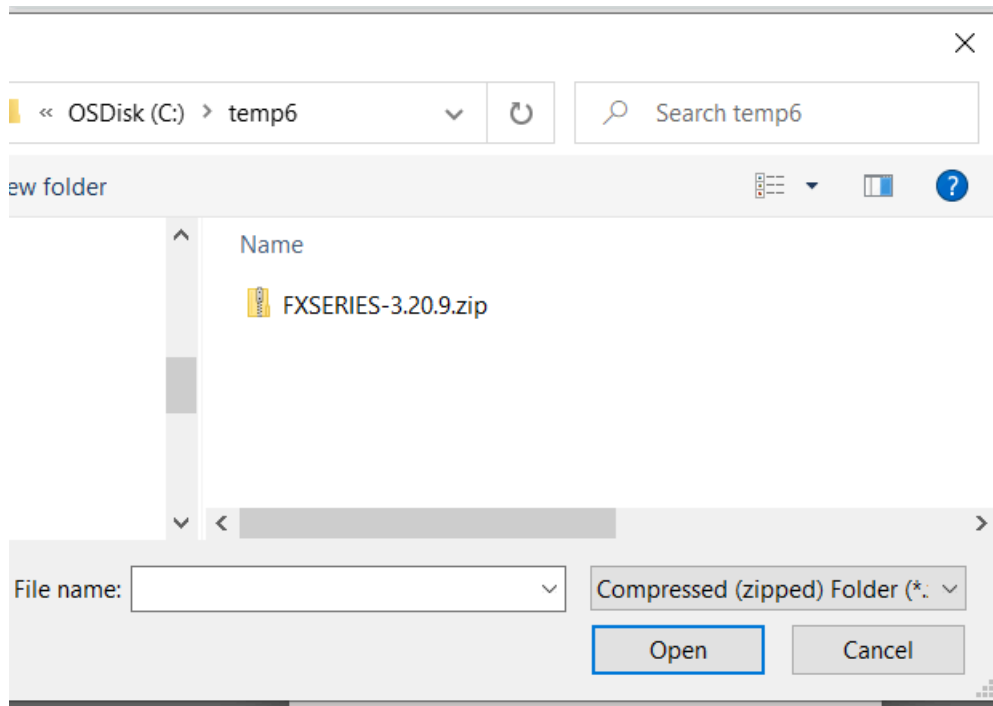 « OSDisk (C:) > temp6
Search temp6
ew folder
?
Name
FXSERIES-3.20.9.zip
File name:
Compressed (zipped) Folder (*.
Open
Cancel